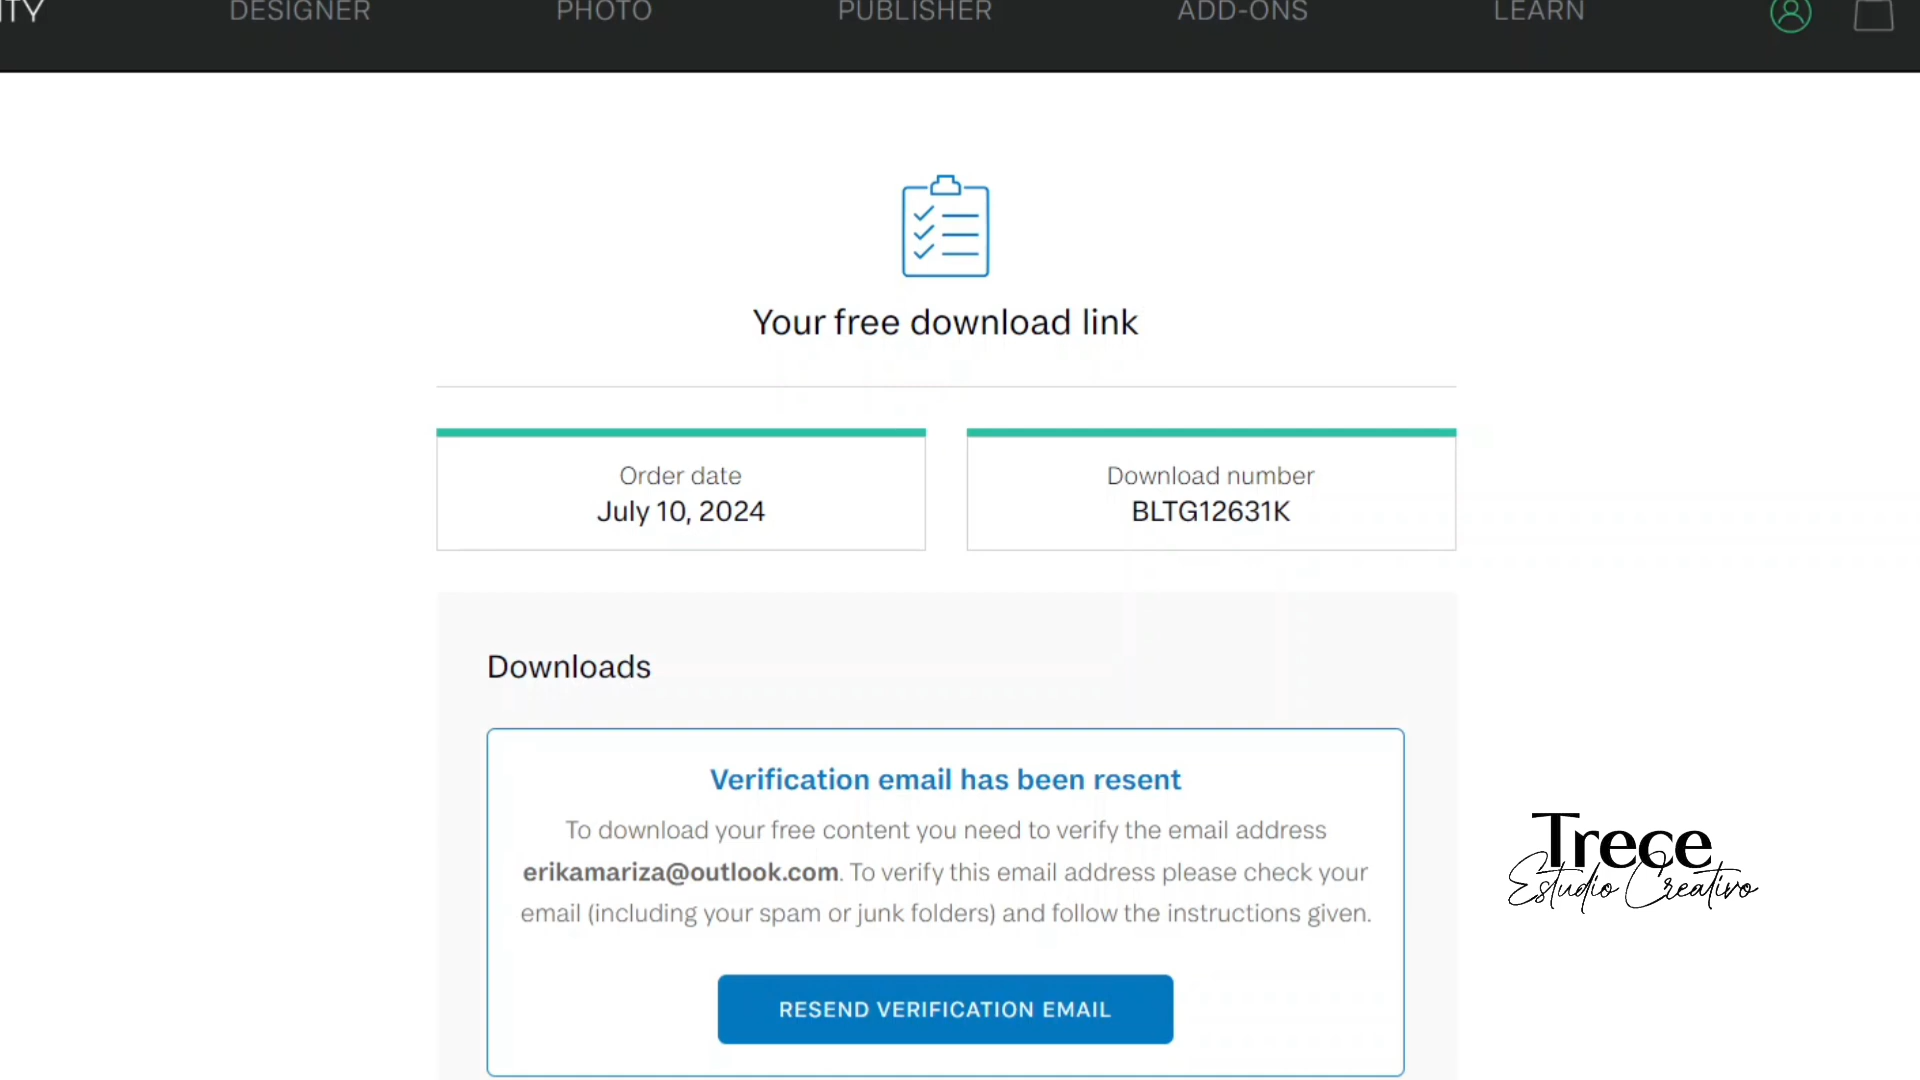 ITY DESIGNER PHOTO PUBLISHER ADD-ONS LEARN
Your free download link
Order date
July 10, 2024
Download number
BLTG12631K
Downloads
Verification email has been resent
To download your free content you need to verify the email address
erikamariza@outlook.com. To verify this email address please check your
email (including your spam or junk folders) and follow the instructions given.
RESEND VERIFICATION EMAIL
Trece
Estudio Creativo